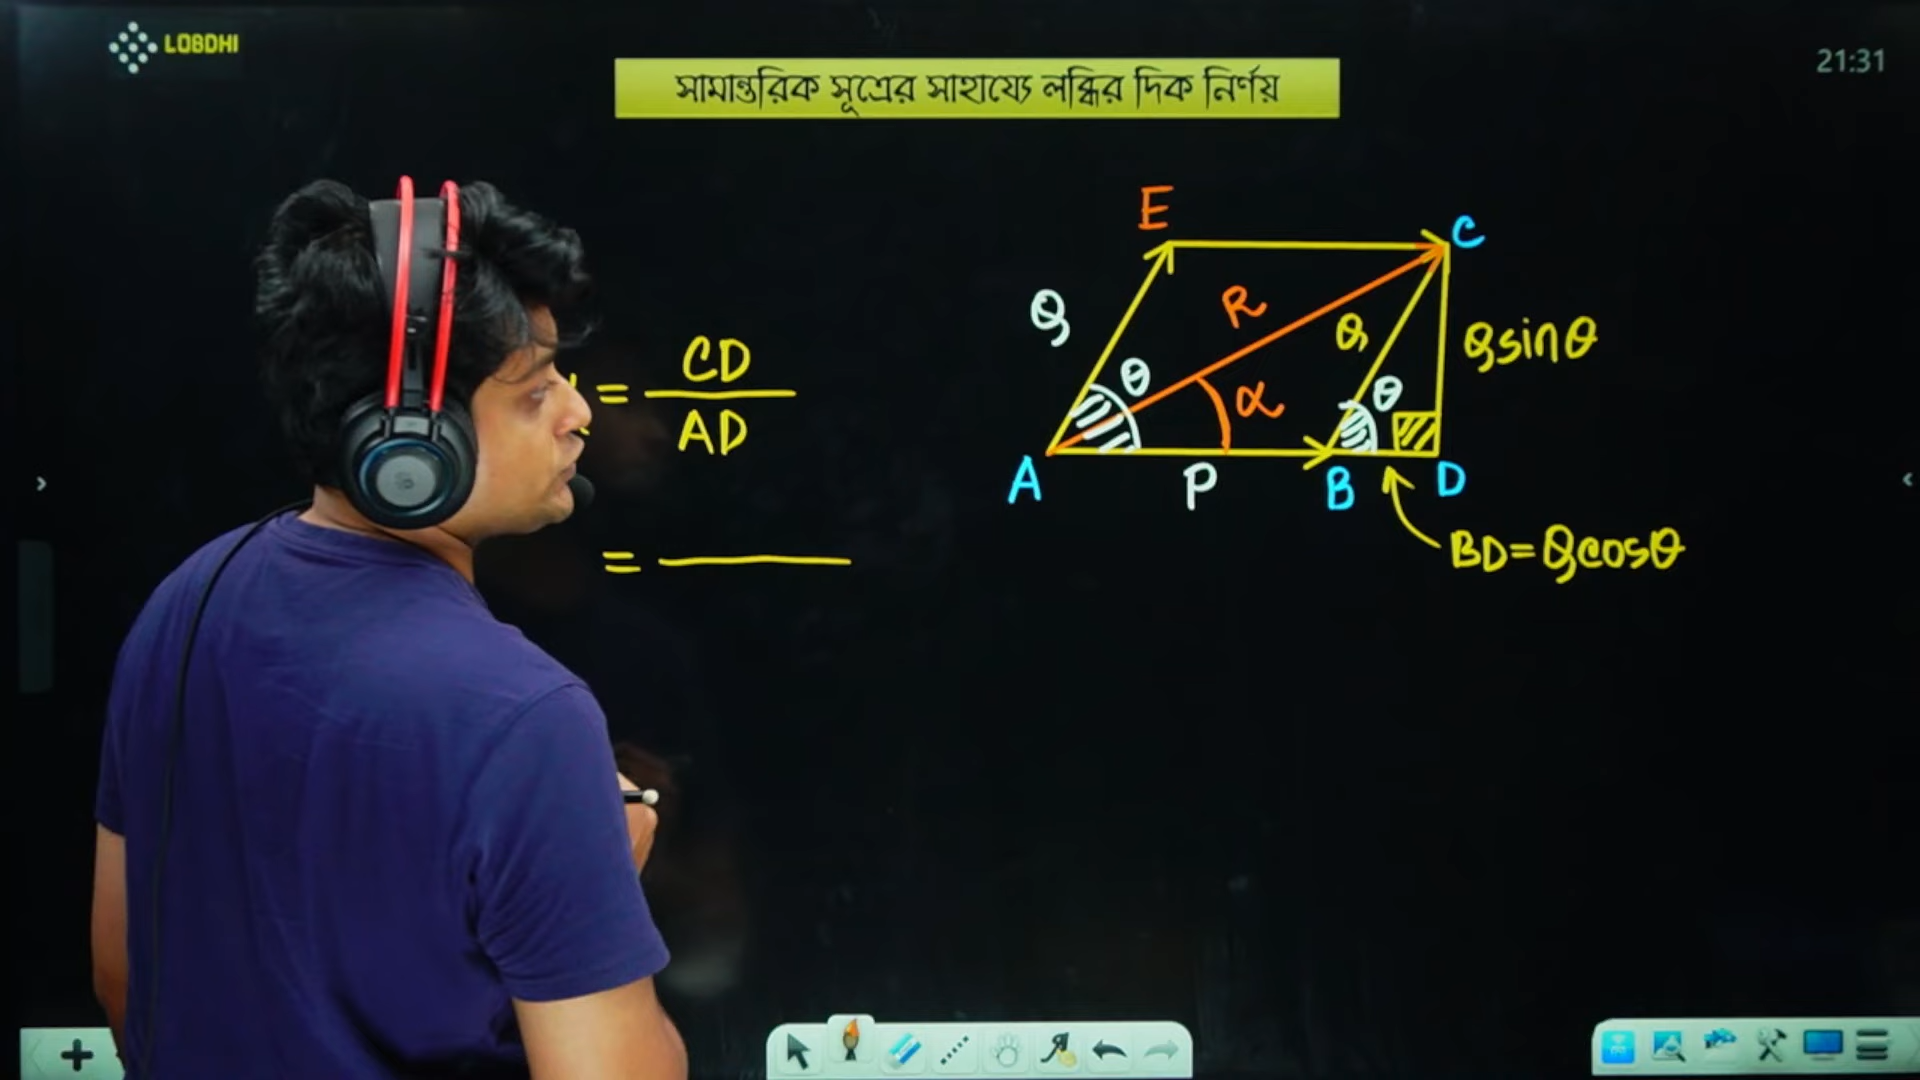 LOBDHI
21:31
সামান্তরিক সূত্রের সাহায্যে লব্ধির দিক নির্ণয়
E
C
Q
R
Q
Qsinθ
θ
α
θ
= CD
AD
A
P
B
D
=
BD=Qcosθ